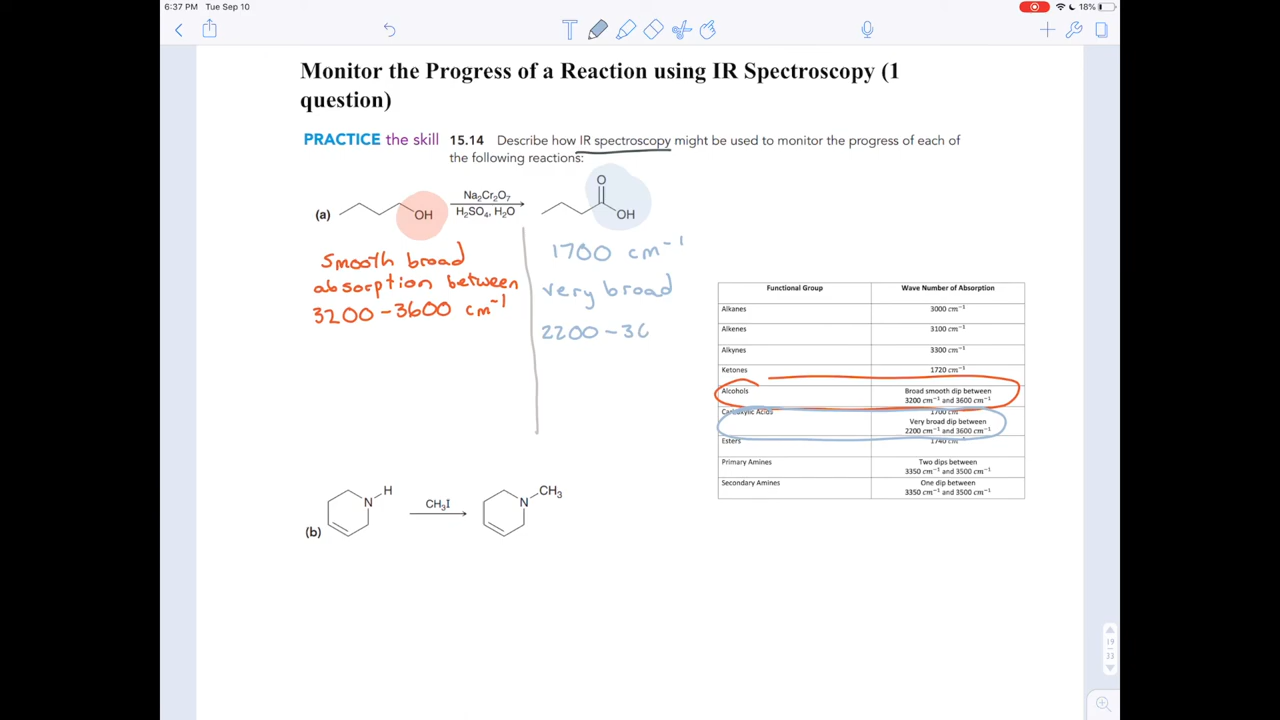 6:37 PM Tue Sep 10
18%
Monitor the Progress of a Reaction using IR Spectroscopy (1
question)
PRACTICE the skill 15.14 Describe how IR spectroscopy might be used to monitor the progress of each of
the following reactions:
(a)
OH
Na₂Cr₂O₇
H₂SO₄, H₂O
O
OH
Smooth broad
absorption between
3200-3600 cm⁻¹
1700 cm⁻¹
very broad
2200-30
Functional Group Wave Number of Absorption
Alkanes 3000 cm⁻¹
Alkenes 3100 cm⁻¹
Alkynes 3300 cm⁻¹
Ketones 1720 cm⁻¹
Alcohols Broad smooth dip between
3200 cm⁻¹ and 3600 cm⁻¹
Carboxylic Acids 1700 cm⁻¹
Very broad dip between
2200 cm⁻¹ and 3600 cm⁻¹
Esters 1740 cm⁻¹
Primary Amines Two dips between
3350 cm⁻¹ and 3500 cm⁻¹
Secondary Amines One dip between
3350 cm⁻¹ and 3500 cm⁻¹
(b)
N H
CH₃I
N CH₃
19
33